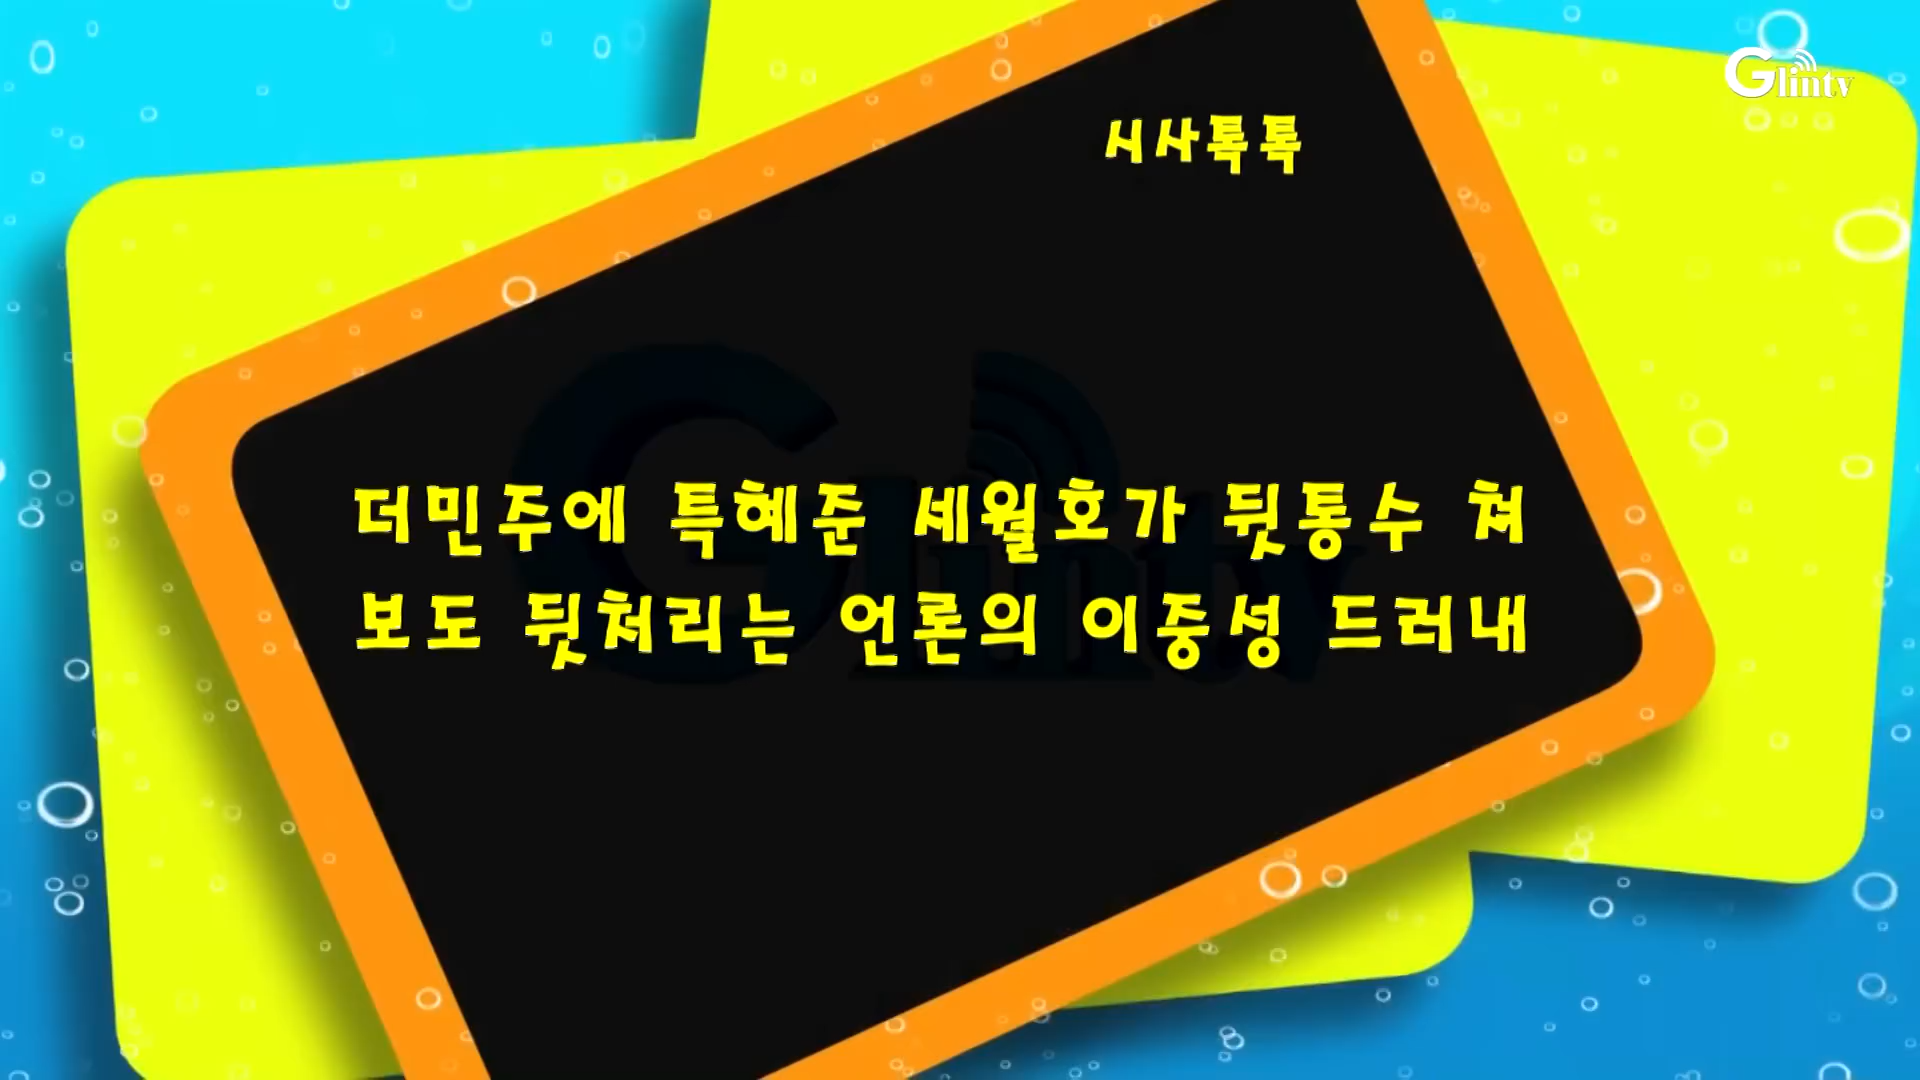 Glintv
시사톡톡
더민주에 특혜준 세월호가 뒷통수 쳐
보도 뒷처리는 언론의 이중성 드러내
Glintv